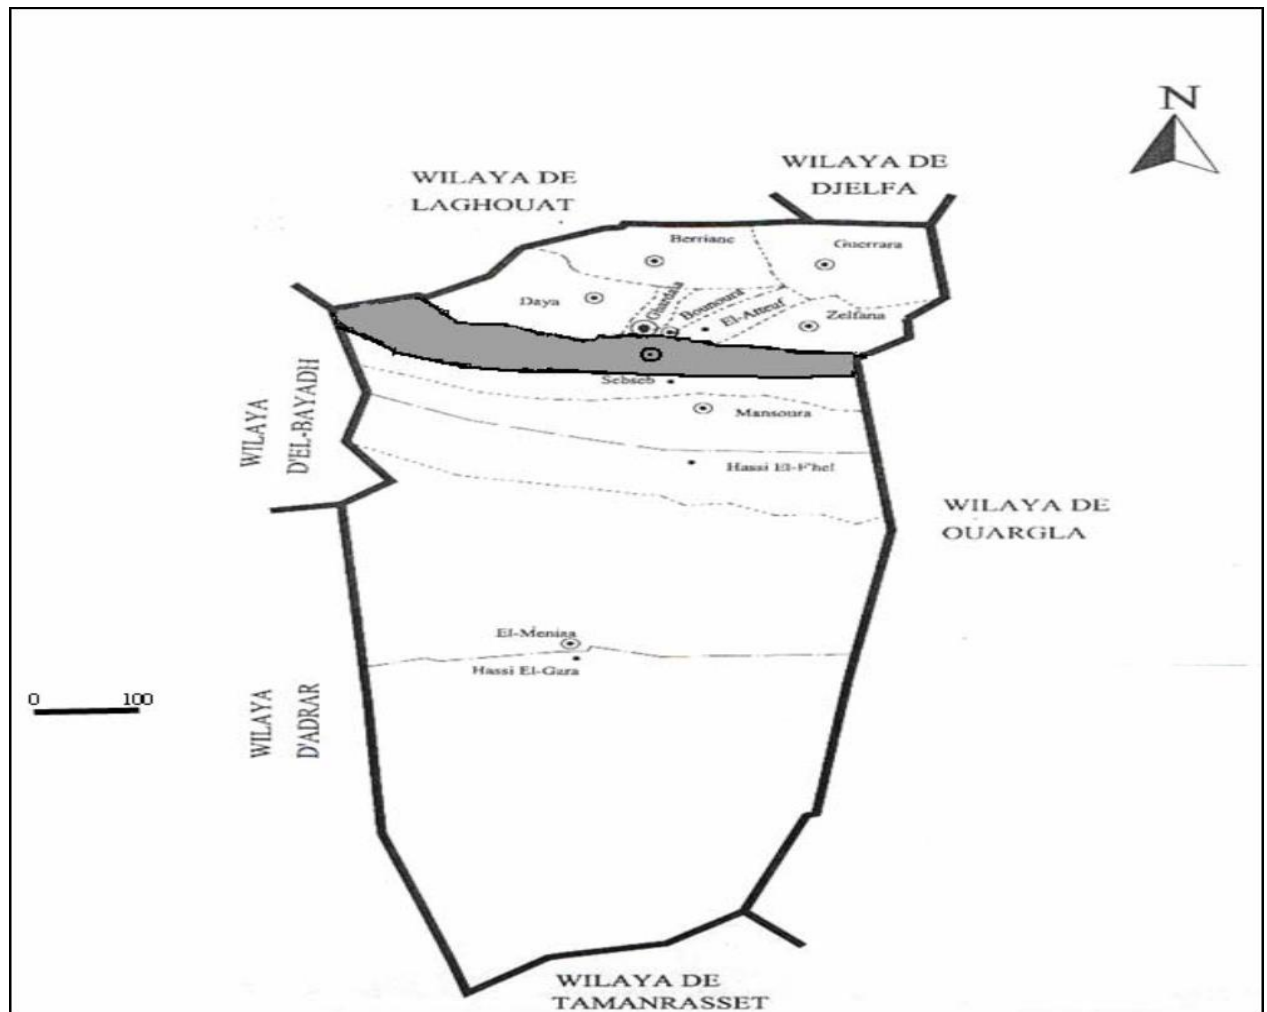 N
WILAYA DE
DJELFA
WILAYA DE
LAGHOUAT
Berriane
Guerrara
Daya
Ghardaia
Bounoura
El-Atteuf
Zelfana
Sebseb
Mansoura
WILAYA
D'EL-BAYADH
Hassi El-F'hel
WILAYA DE
OUARGLA
El-Meniaa
Hassi El-Gara
0 100
WILAYA
D'ADRAR
WILAYA DE
TAMANRASSET